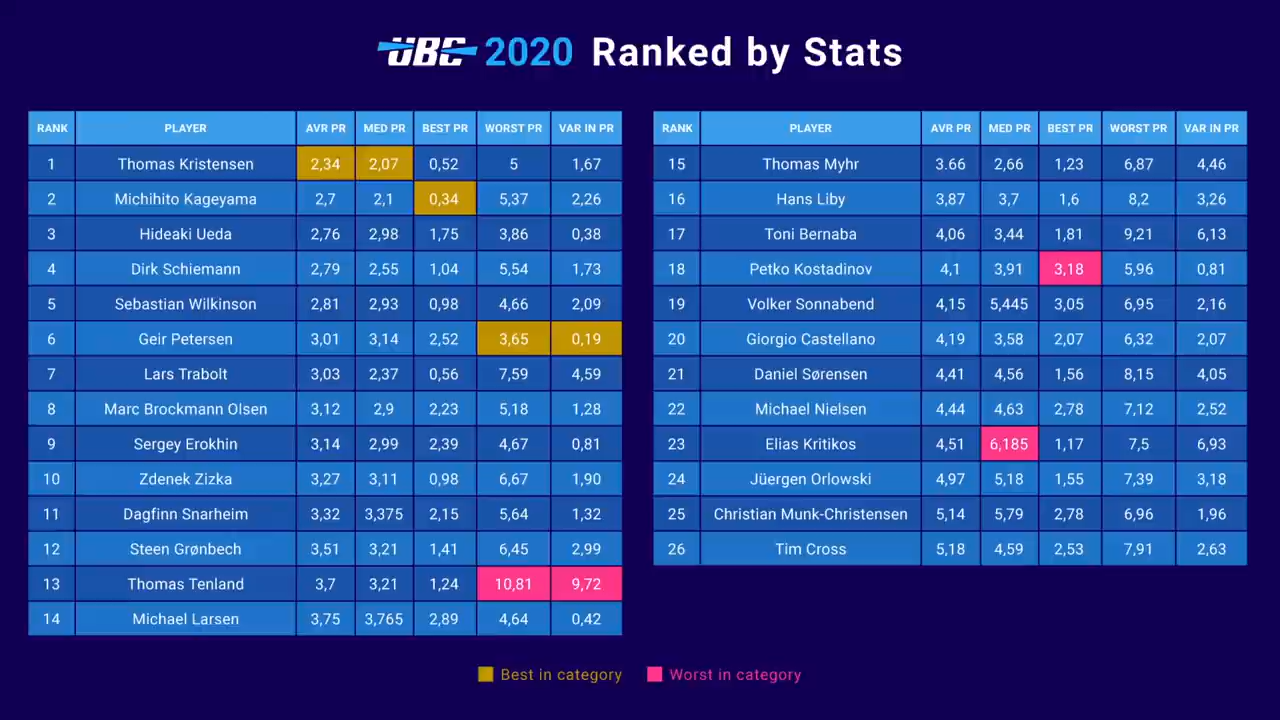 UBC 2020 Ranked by Stats
RANK PLAYER AVR PR MED PR BEST PR WORST PR VAR IN PR
1 Thomas Kristensen 2,34 2,07 0,52 5 1,67
2 Michihito Kageyama 2,7 2,1 0,34 5,37 2,26
3 Hideaki Ueda 2,76 2,98 1,75 3,86 0,38
4 Dirk Schiemann 2,79 2,55 1,04 5,54 1,73
5 Sebastian Wilkinson 2,81 2,93 0,98 4,66 2,09
6 Geir Petersen 3,01 3,14 2,52 3,65 0,19
7 Lars Trabolt 3,03 2,37 0,56 7,59 4,59
8 Marc Brockmann Olsen 3,12 2,9 2,23 5,18 1,28
9 Sergey Erokhin 3,14 2,99 2,39 4,67 0,81
10 Zdenek Zizka 3,27 3,11 0,98 6,67 1,90
11 Dagfinn Snarheim 3,32 3,375 2,15 5,64 1,32
12 Steen Grønbech 3,51 3,21 1,41 6,45 2,99
13 Thomas Tenland 3,7 3,21 1,24 10,81 9,72
14 Michael Larsen 3,75 3,765 2,89 4,64 0,42
RANK PLAYER AVR PR MED PR BEST PR WORST PR VAR IN PR
15 Thomas Myhr 3.66 2,66 1,23 6,87 4,46
16 Hans Liby 3,87 3,7 1,6 8,2 3,26
17 Toni Bernaba 4,06 3,44 1,81 9,21 6,13
18 Petko Kostadinov 4,1 3,91 3,18 5,96 0,81
19 Volker Sonnabend 4,15 5,445 3,05 6,95 2,16
20 Giorgio Castellano 4,19 3,58 2,07 6,32 2,07
21 Daniel Sørensen 4,41 4,56 1,56 8,15 4,05
22 Michael Nielsen 4,44 4,63 2,78 7,12 2,52
23 Elias Kritikos 4,51 6,185 1,17 7,5 6,93
24 Jüergen Orlowski 4,97 5,18 1,55 7,39 3,18
25 Christian Munk-Christensen 5,14 5,79 2,78 6,96 1,96
26 Tim Cross 5,18 4,59 2,53 7,91 2,63
Best in category
Worst in category